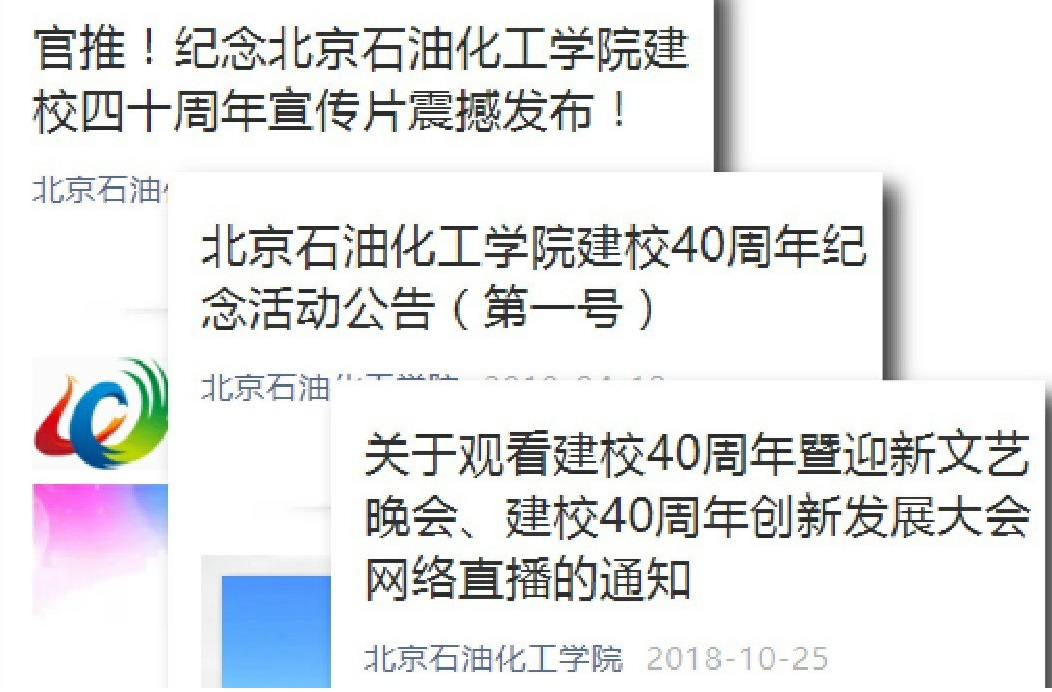 官推！纪念北京石油化工学院建
校四十周年宣传片震撼发布！
北京石油
北京石油化工学院建校40周年纪
念活动公告（第一号）
北京石油化工学院
关于观看建校40周年暨迎新文艺
晚会、建校40周年创新发展大会
网络直播的通知
北京石油化工学院 2018-10-25